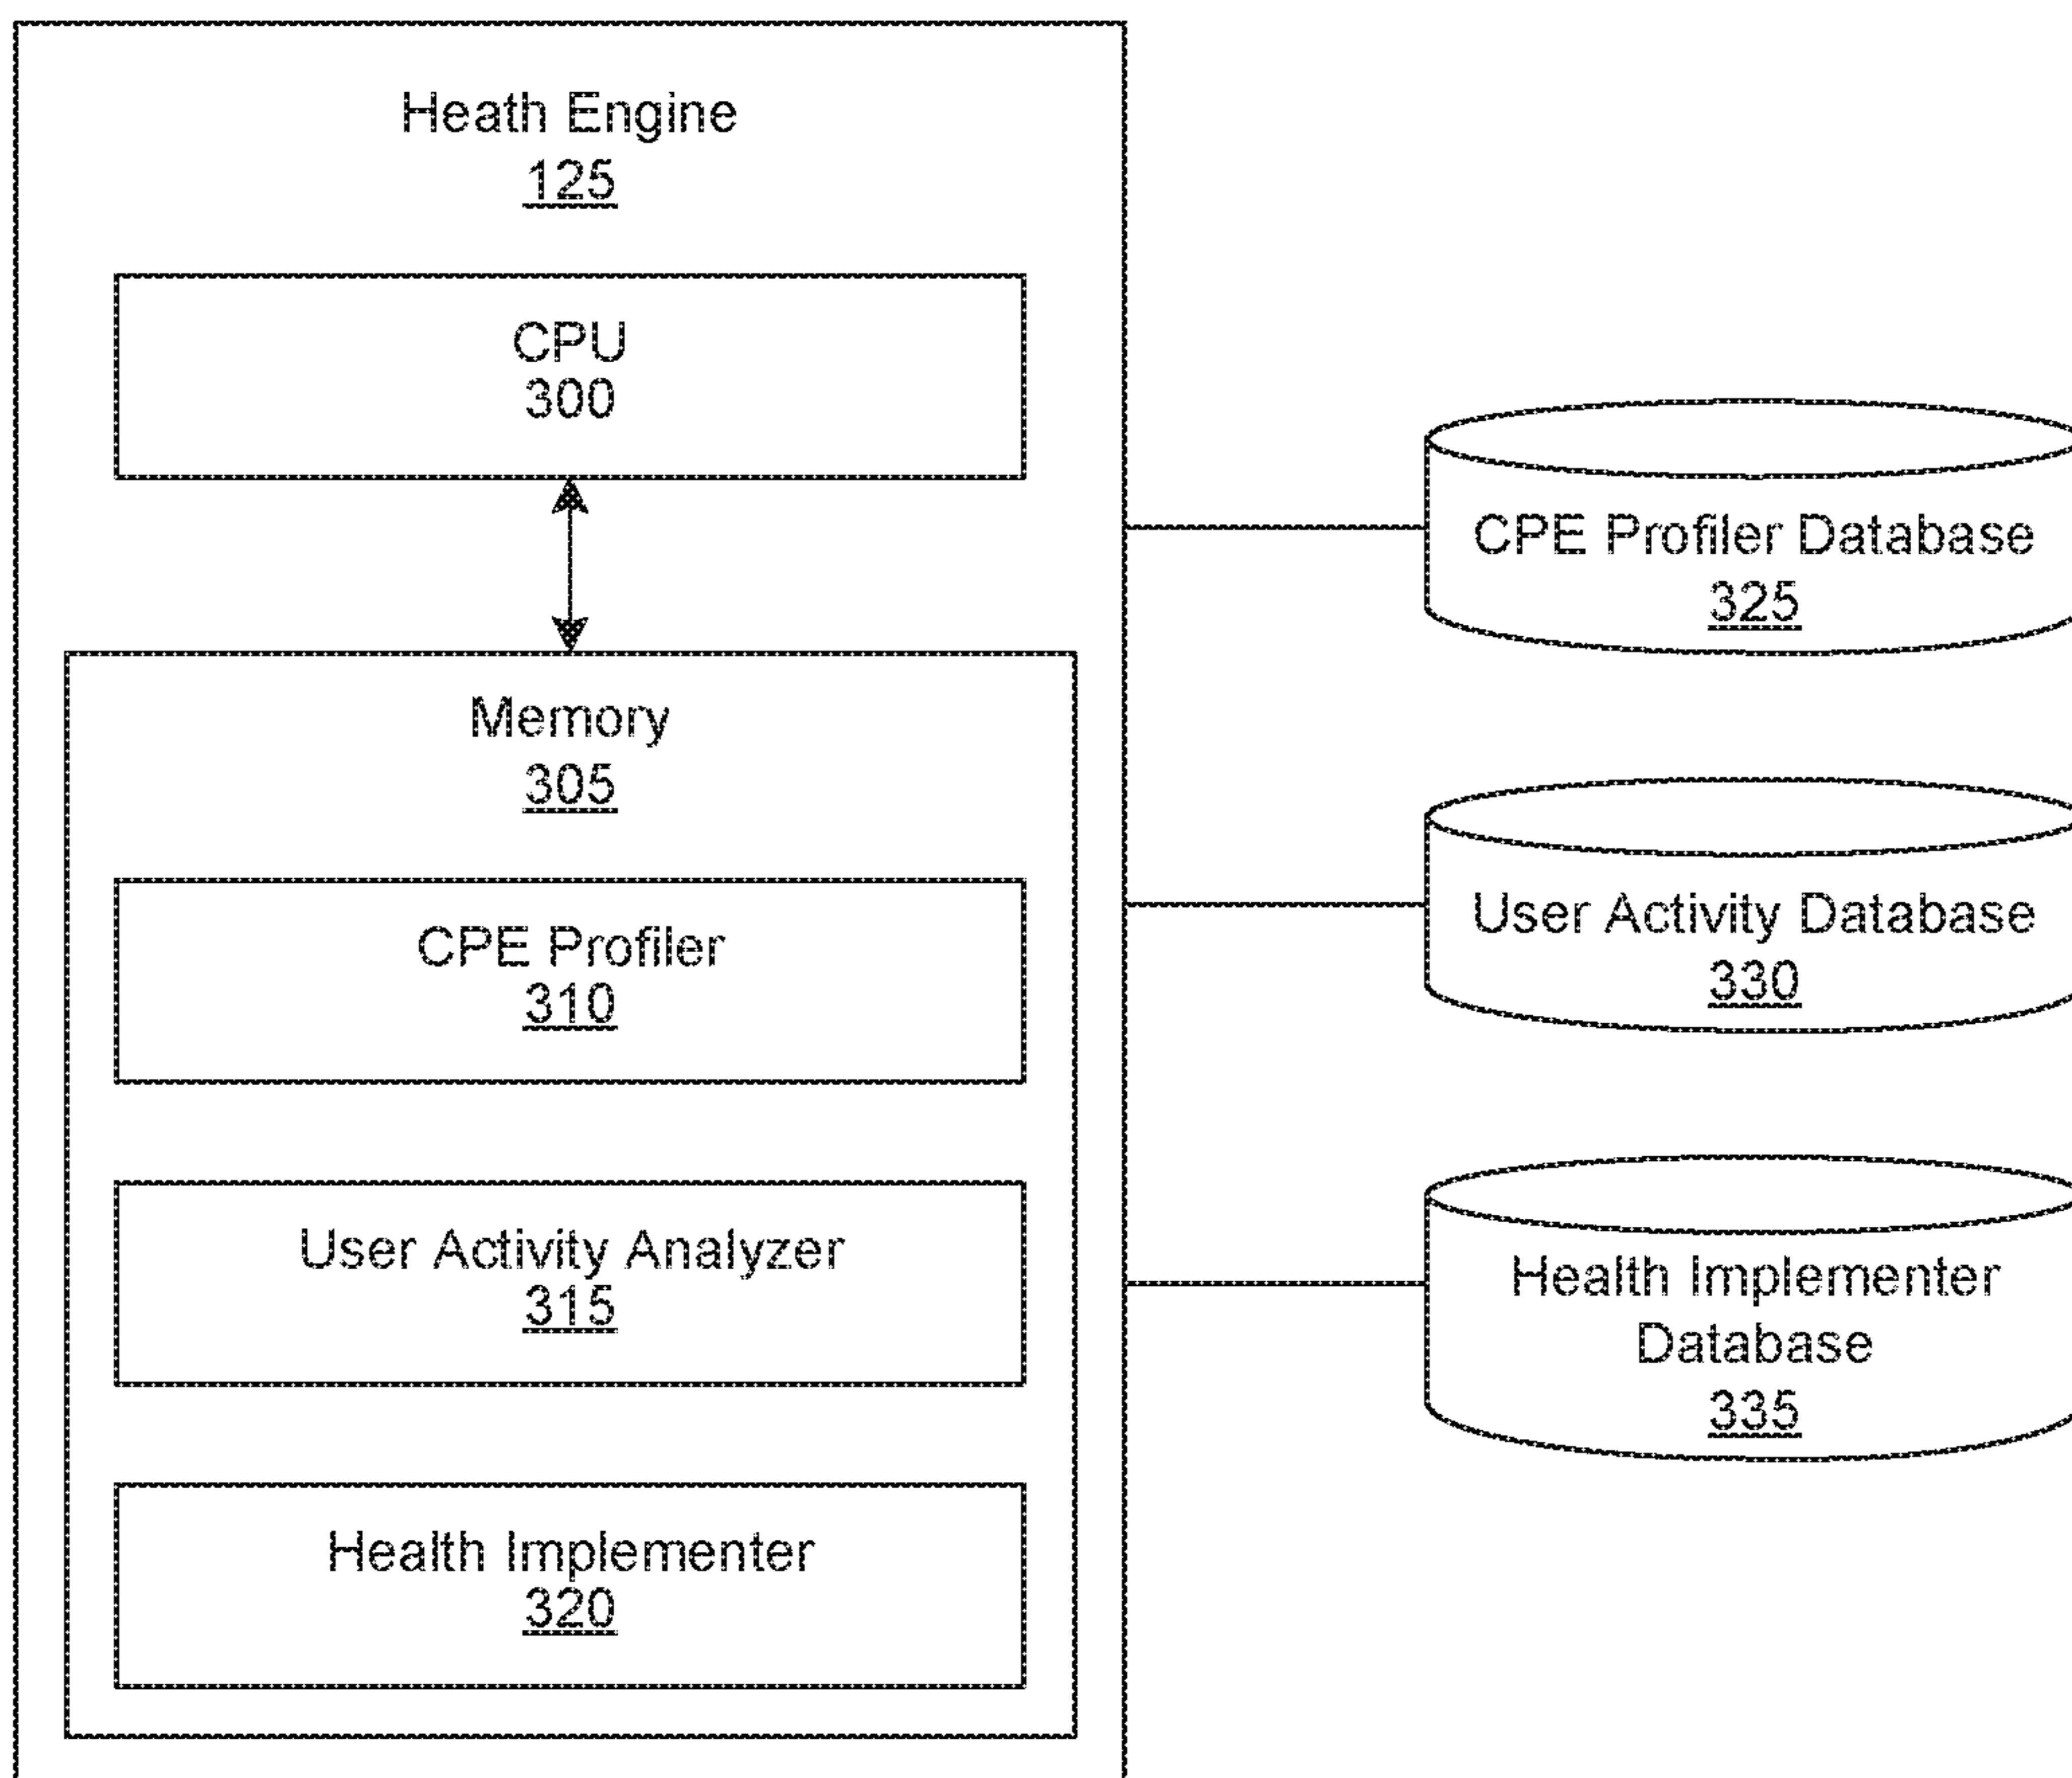 Heath Engine
125
CPU
300
Memory
305
CPE Profiler
310
User Activity Analyzer
315
Health Implementer
320
CPE Profiler Database
325
User Activity Database
330
Health Implementer
Database
335